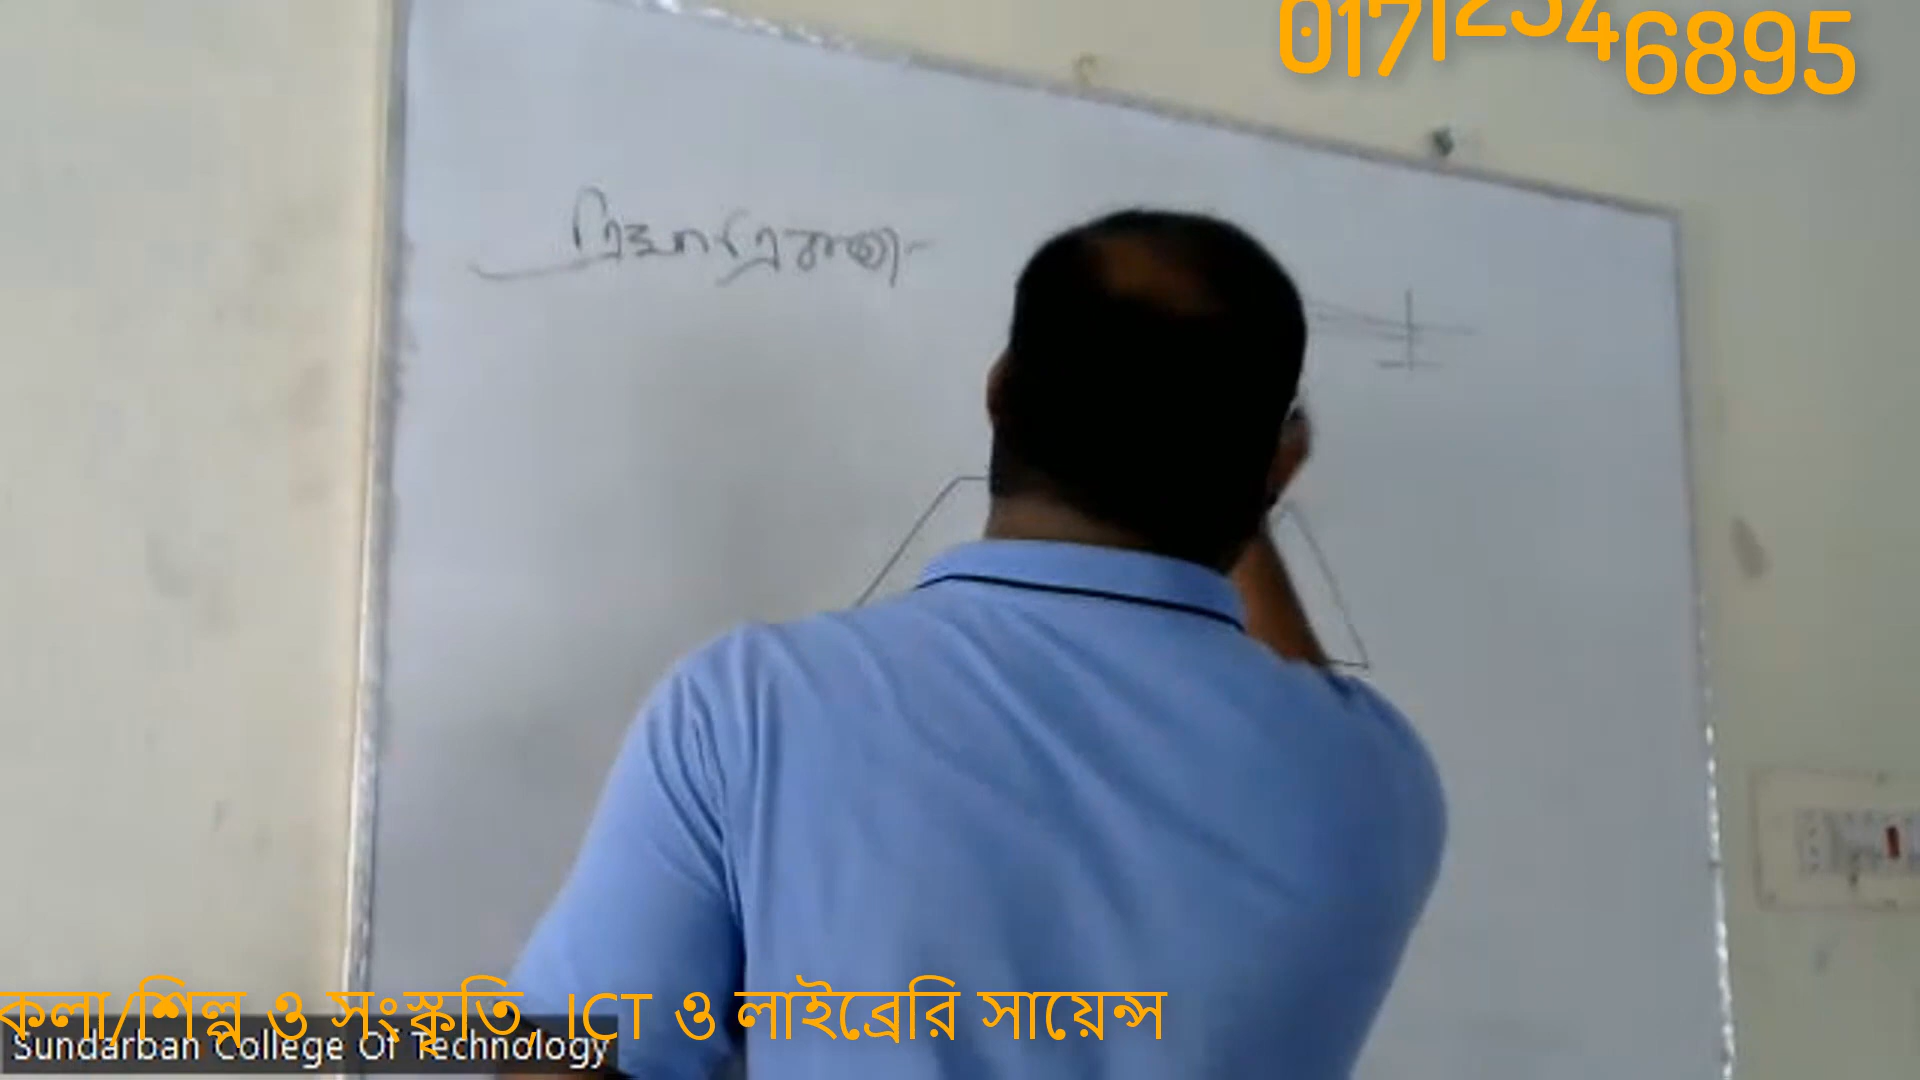 01712346895
কলা/শিল্প ও সংস্কৃতি, ICT ও লাইব্রেরি সায়েন্স
Sundarban College Of Technology